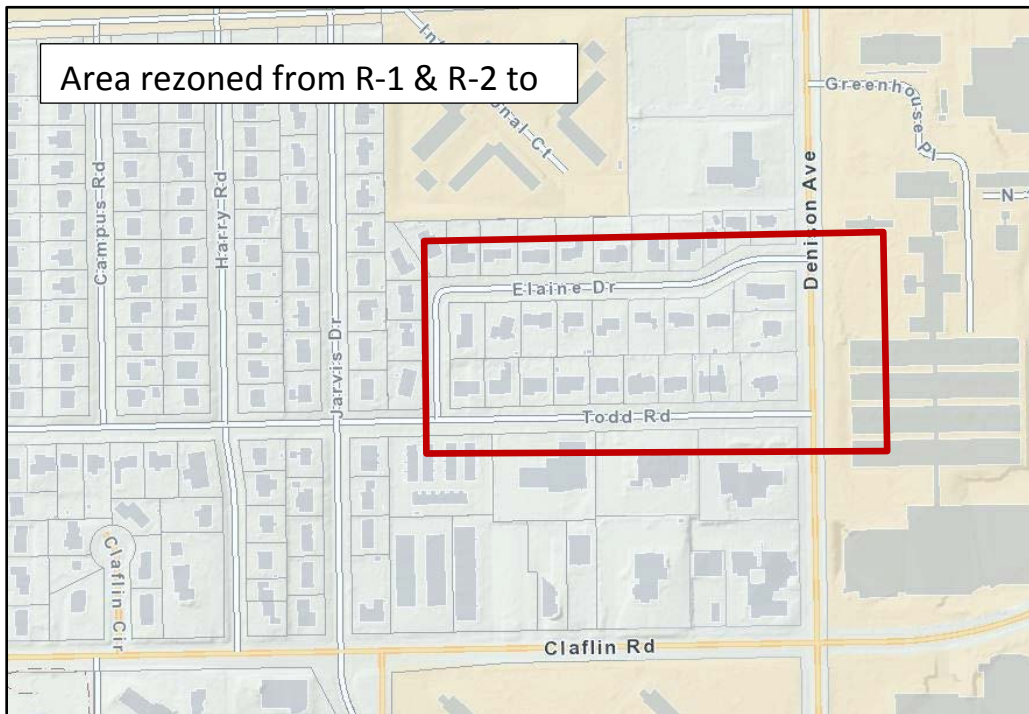 Area rezoned from R-1 & R-2 to
Greenhouse Pl
Denison Ave
N
Campus Rd
Harry Rd
Jarvis Dr
Elaine Dr
Todd Rd
Claflin Cir
Claflin Rd